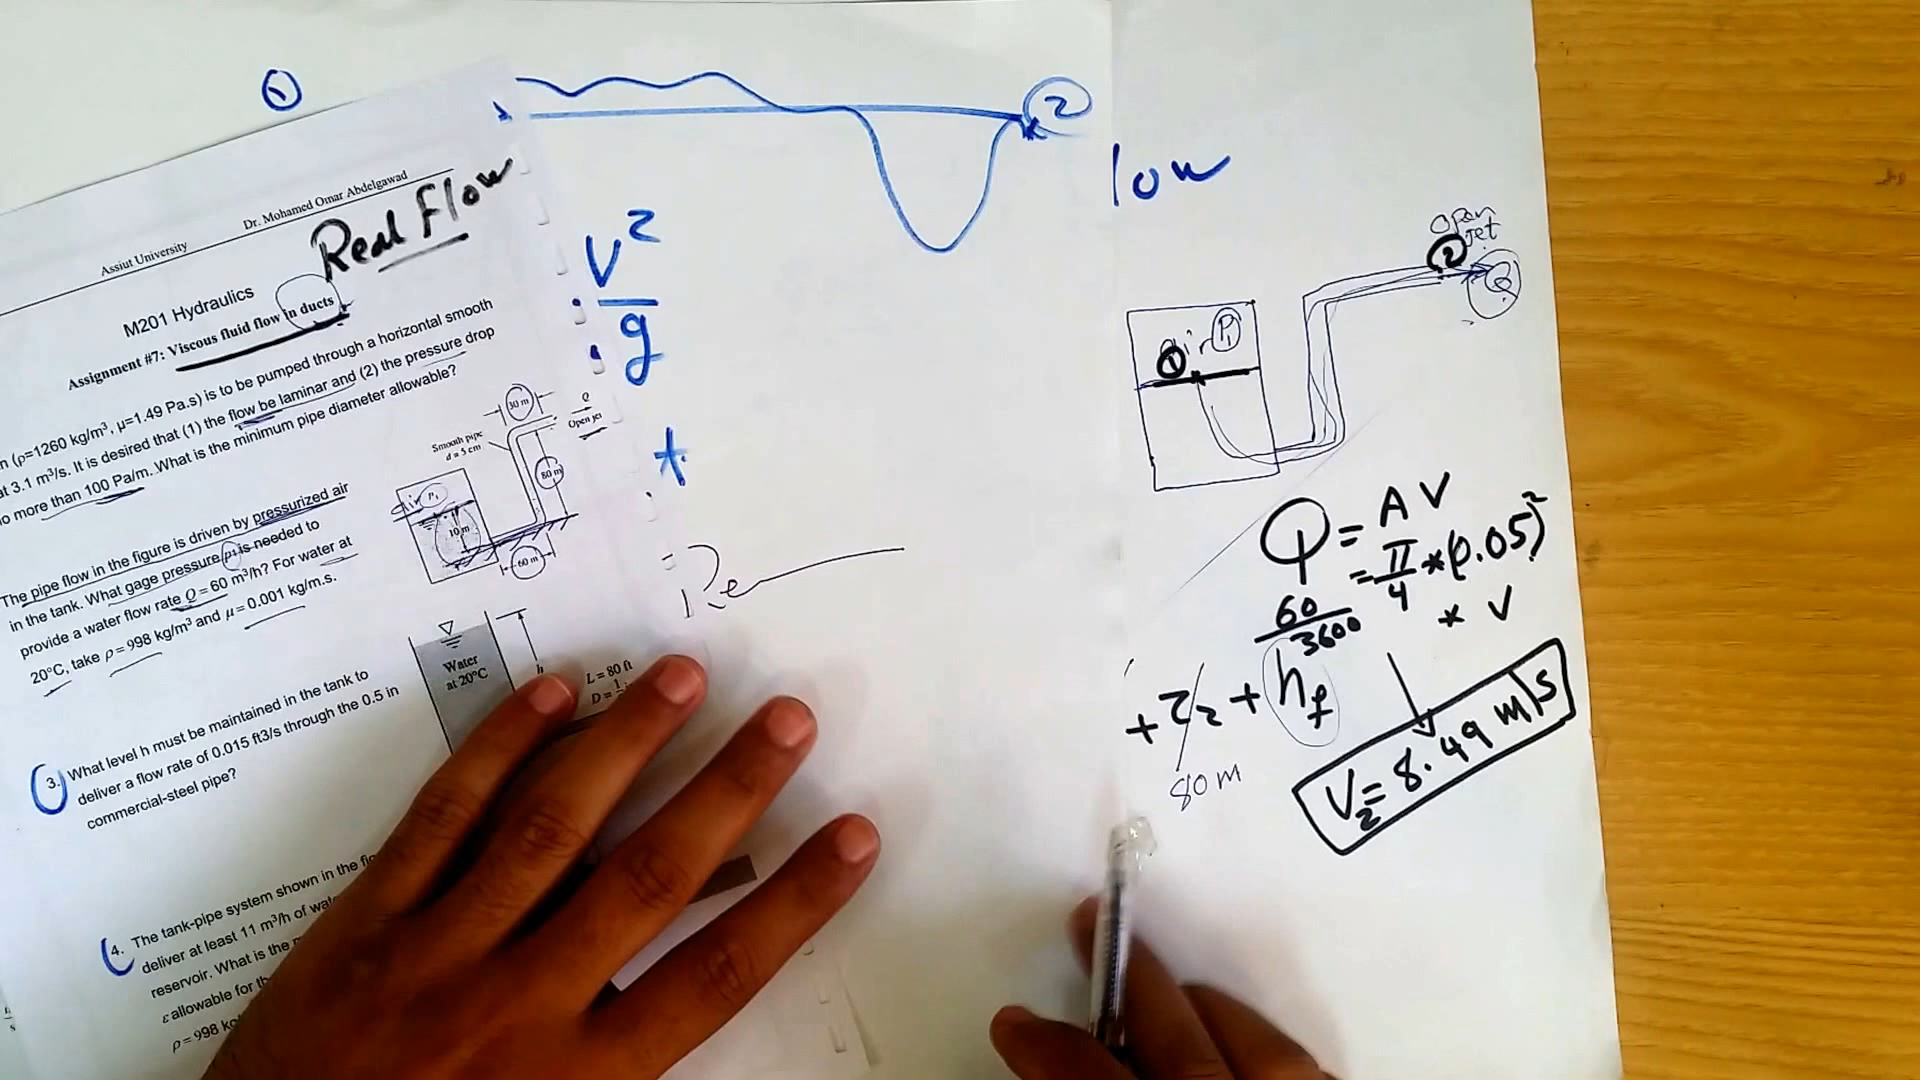 1
2
Dr. Mohamed Omar Abdelgawad
Assiut University
Real Flow
M201 Hydraulics
Assignment #7: Viscous fluid flow in ducts
(ρ=1260 kg/m³, μ=1.49 Pa.s) is to be pumped through a horizontal smooth
at 3.1 m³/s. It is desired that (1) the flow be laminar and (2) the pressure drop
no more than 100 Pa/m. What is the minimum pipe diameter allowable?
The pipe flow in the figure is driven by pressurized air
in the tank. What gage pressure p1 is needed to
provide a water flow rate Q = 60 m³/h? For water at
20°C, take ρ = 998 kg/m³ and μ = 0.001 kg/m.s.
30 m
Q
Open jet
Smooth pipe
d = 5 cm
80 m
air
P₁
10 m
60 m
3. What level h must be maintained in the tank to
deliver a flow rate of 0.015 ft3/s through the 0.5 in
commercial-steel pipe?
Water
at 20°C
h
L = 80 ft
D = 1
4. The tank-pipe system shown in the
deliver at least 11 m³/h of
reservoir. What is the
ε allowable for
ρ = 998
V²
g
+
Re
low
open
jet
2
Q
air P₁
1
Q = A V
= π/4 * (0.05)²
* V
60/3600
+ Z₂ + hf
80 m
V₂ = 8.49 m/s